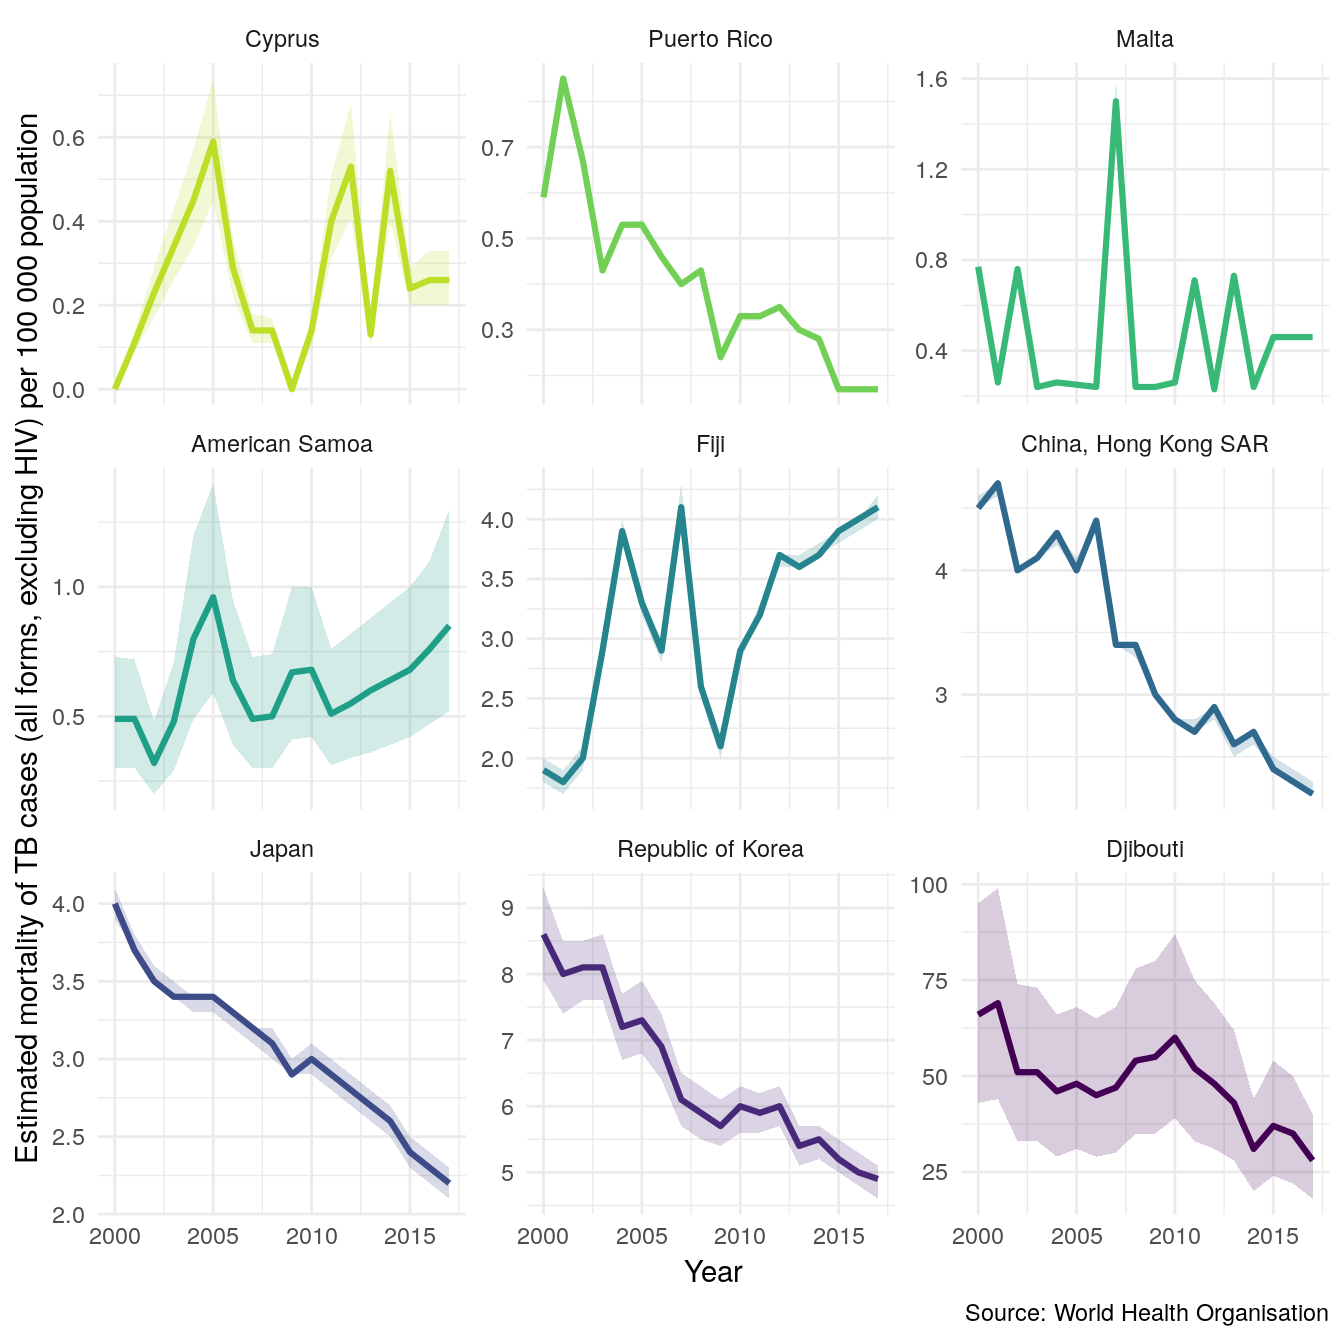 Cyprus
Puerto Rico
Malta
0.6
0.4
0.2
0.0
0.7
0.5
0.3
1.6
1.2
0.8
0.4
American Samoa
Fiji
China, Hong Kong SAR
1.0
0.5
4.0
3.5
3.0
2.5
2.0
4
3
Japan
Republic of Korea
Djibouti
4.0
3.5
3.0
2.5
2.0
9
8
7
6
5
100
75
50
25
2000 2005 2010 2015
2000 2005 2010 2015
2000 2005 2010 2015
Estimated mortality of TB cases (all forms, excluding HIV) per 100 000 population
Year
Source: World Health Organisation